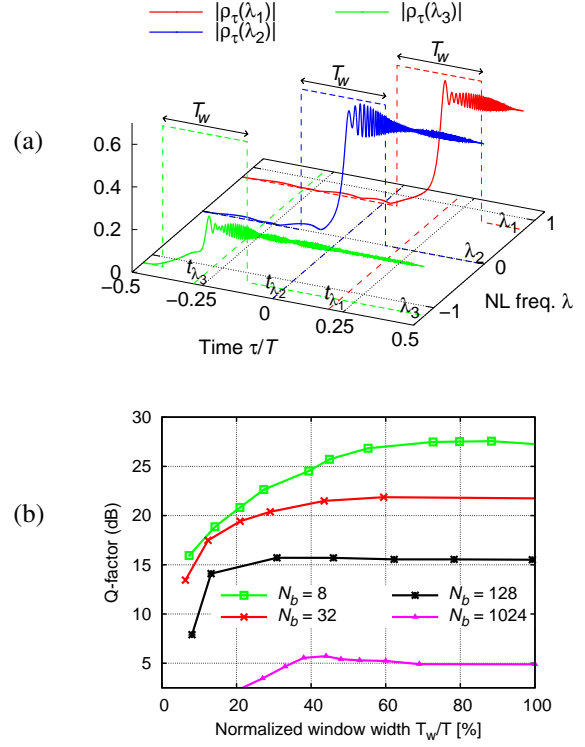 |ρτ(λ1)| |ρτ(λ3)|
|ρτ(λ2)|
(a)
Tw
Tw
Tw
0.6
0.4
0.2
0
−0.5
−0.25
0
0.25
0.5
tλ3
tλ2
tλ1
λ1
λ2
λ3
1
0
−1
NL freq. λ
Time τ/T
(b)
30
25
20
15
10
5
Q-factor (dB)
Nb = 8 Nb = 128
Nb = 32 Nb = 1024
0 20 40 60 80 100
Normalized window width Tw/T [%]